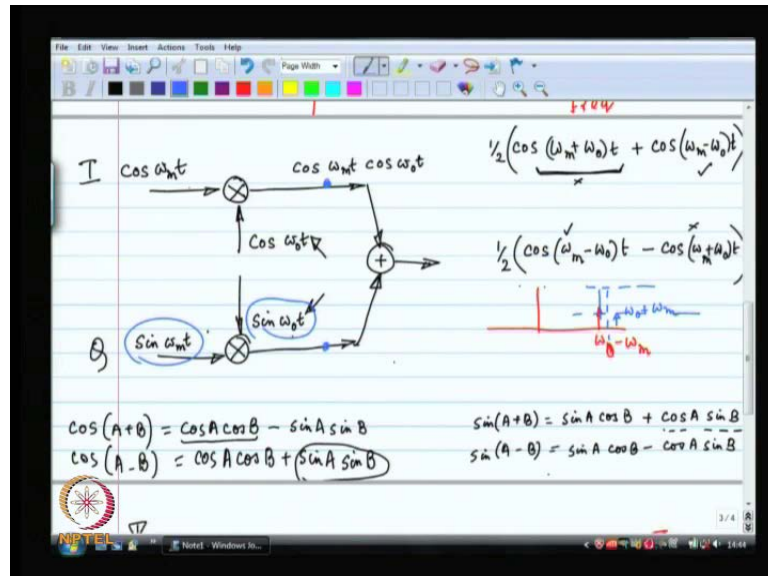 File Edit View Insert Actions Tools Help
Page Width
B I
I cos ωₘt
cos ωₘt cos ω₀t
cos ω₀t
1/2 (cos (ωₘ + ω₀)t + cos (ωₘ - ω₀)t)
x ✓
✓ x
1/2 (cos (ωₘ - ω₀)t - cos (ωₘ + ω₀)t)
+
sin ω₀t
Q sin ωₘt
ω₀ + ωₘ
ω₀ - ωₘ
cos (A+B) = cosA cosB - sinA sinB
cos (A-B) = cosA cosB + sinA sinB
sin (A+B) = sinA cosB + cosA sinB
sin (A-B) = sinA cosB - cosA sinB
3/4
NPTEL
Note1 - Windows Jo...
14:44